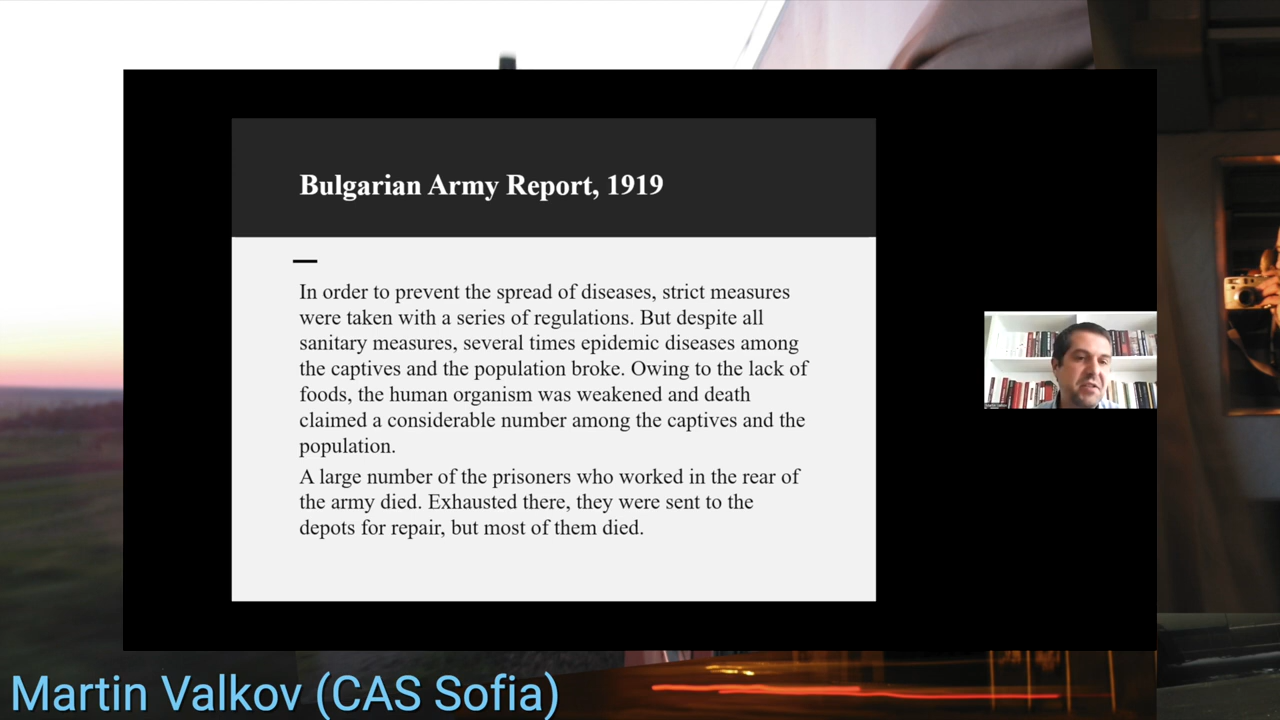 Bulgarian Army Report, 1919
In order to prevent the spread of diseases, strict measures
were taken with a series of regulations. But despite all
sanitary measures, several times epidemic diseases among
the captives and the population broke. Owing to the lack of
foods, the human organism was weakened and death
claimed a considerable number among the captives and the
population.
A large number of the prisoners who worked in the rear of
the army died. Exhausted there, they were sent to the
depots for repair, but most of them died.
Martin Valkov (CAS Sofia)